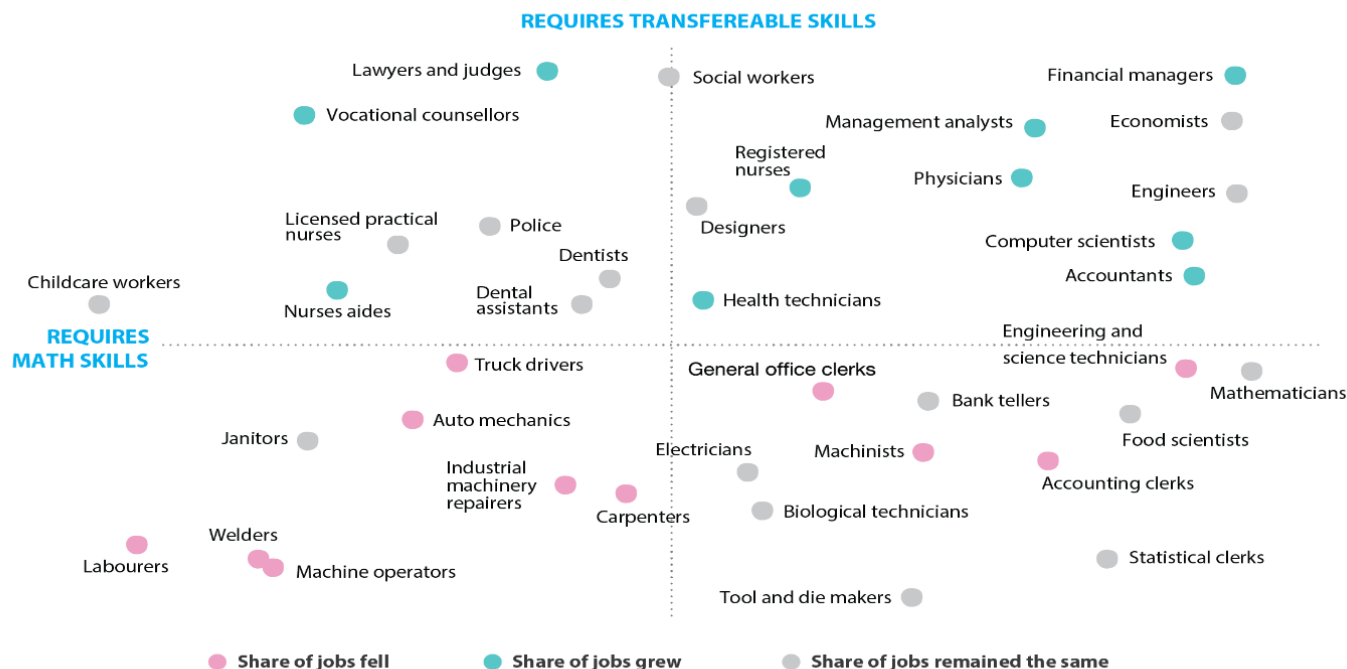 REQUIRES TRANSFEREABLE SKILLS
Lawyers and judges
Social workers
Financial managers
Vocational counsellors
Management analysts
Economists
Registered
nurses
Physicians
Engineers
Licensed practical
nurses
Police
Designers
Computer scientists
Dentists
Accountants
Childcare workers
Nurses aides
Dental
assistants
Health technicians
REQUIRES
MATH SKILLS
Engineering and
science technicians
Truck drivers
General office clerks
Mathematicians
Auto mechanics
Bank tellers
Food scientists
Janitors
Electricians
Machinists
Industrial
machinery
repairers
Accounting clerks
Carpenters
Biological technicians
Welders
Labourers
Machine operators
Statistical clerks
Tool and die makers
Share of jobs fell
Share of jobs grew
Share of jobs remained the same